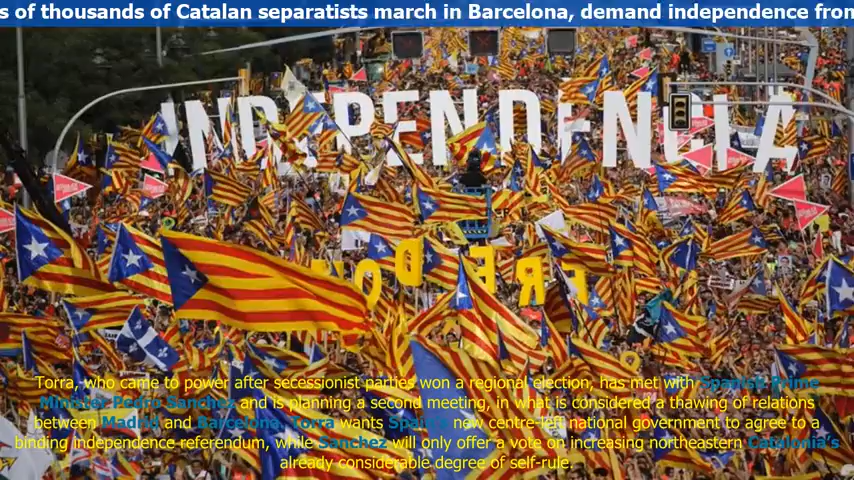 s of thousands of Catalan separatists march in Barcelona, demand independence from
INDEPENDÈNCIA
FREEDOM
Torra, who came to power after secessionist parties won a regional election, has met with Spanish Prime
Minister Pedro Sanchez and is planning a second meeting, in what is considered a thawing of relations
between Madrid and Barcelona. Torra wants Spain's new centre-left national government to agree to a
binding independence referendum, while Sanchez will only offer a vote on increasing northeastern Catalonia's
already considerable degree of self-rule.